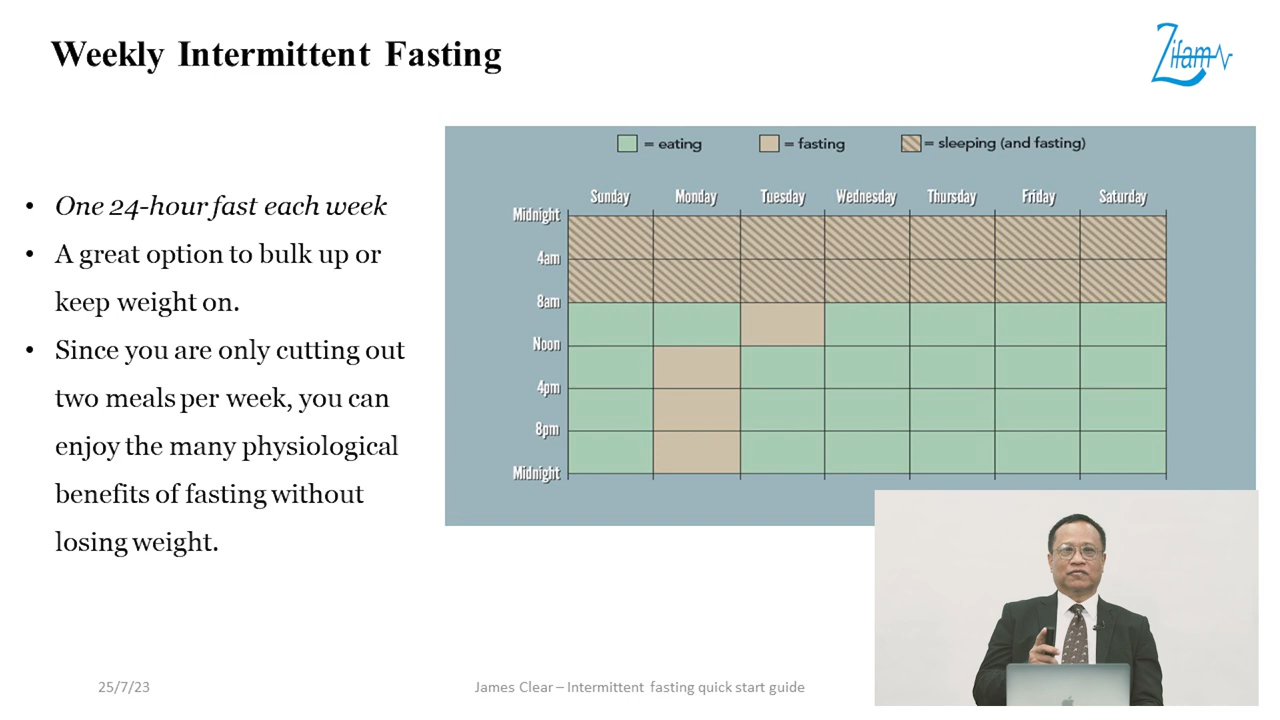 Weekly Intermittent Fasting
Zifam
• One 24-hour fast each week
• A great option to bulk up or
keep weight on.
• Since you are only cutting out
two meals per week, you can
enjoy the many physiological
benefits of fasting without
losing weight.
= eating = fasting = sleeping (and fasting)
Sunday Monday Tuesday Wednesday Thursday Friday Saturday
Midnight
4am
8am
Noon
4pm
8pm
Midnight
25/7/23
James Clear – Intermittent fasting quick start guide